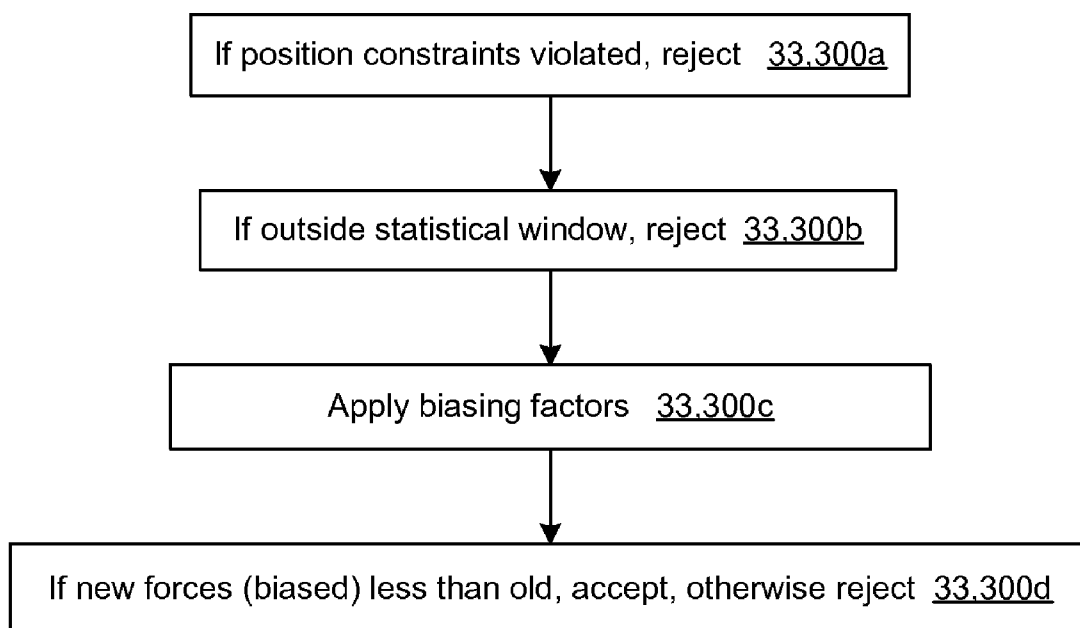 If position constraints violated, reject 33,300a
If outside statistical window, reject 33,300b
Apply biasing factors 33,300c
If new forces (biased) less than old, accept, otherwise reject 33,300d